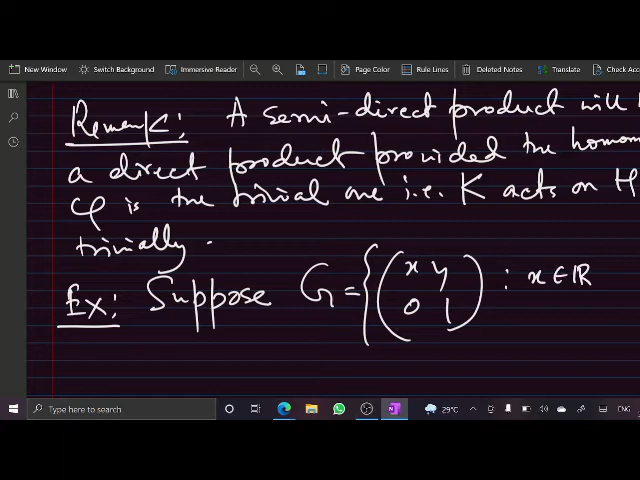 New Window Switch Background Immersive Reader Page Color Rule Lines Deleted Notes Translate Check Acco
Remark: A semi-direct product will
a direct product provided the homom
φ is the trivial one i.e. K acts on H
trivially.
Ex: Suppose G = { ( x y : x ∈ ℝ
0 1 )
Type here to search 29°C